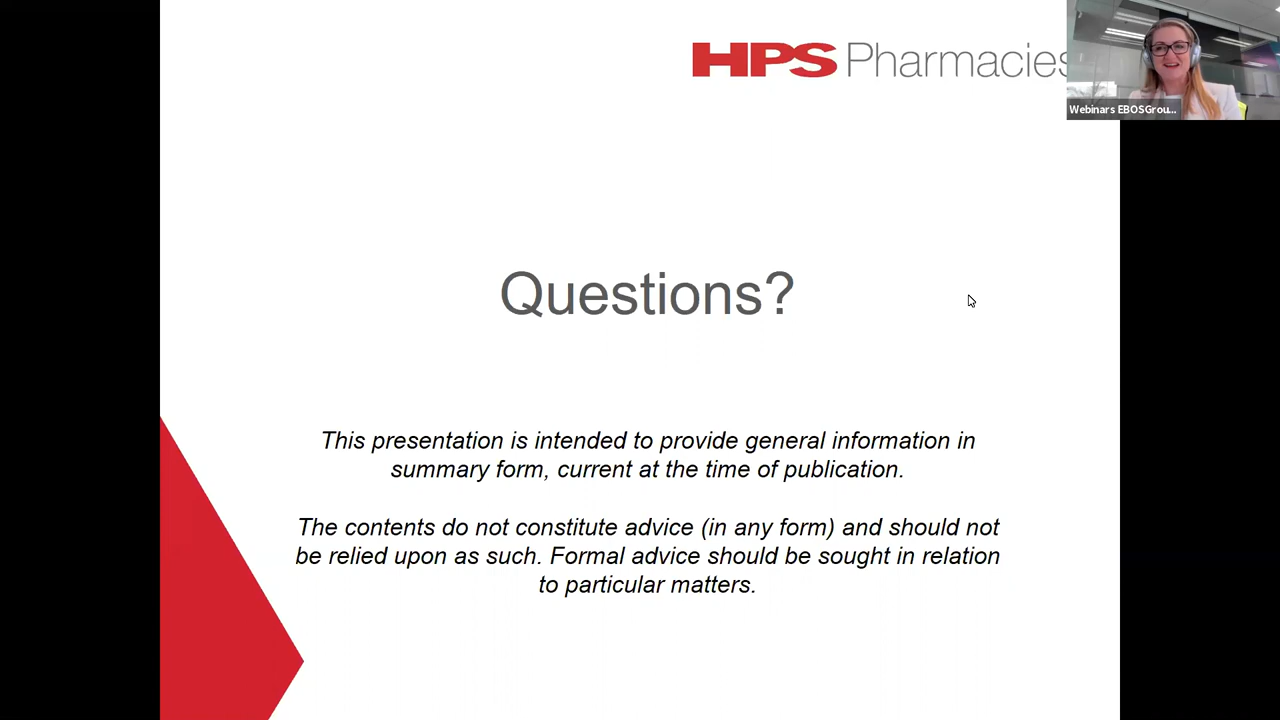 HPS Pharmacies
Webinars EBOSGrou...
Questions?
This presentation is intended to provide general information in
summary form, current at the time of publication.
The contents do not constitute advice (in any form) and should not
be relied upon as such. Formal advice should be sought in relation
to particular matters.